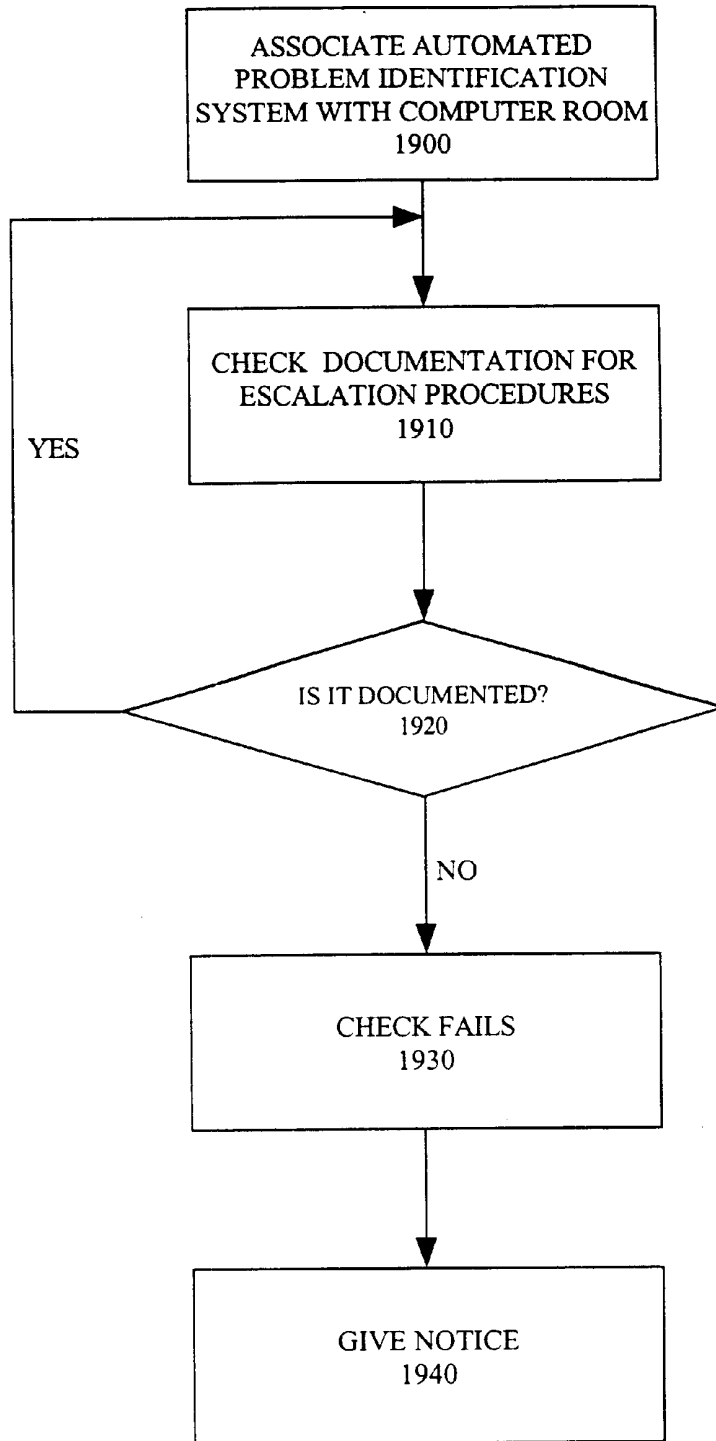 ASSOCIATE AUTOMATED
PROBLEM IDENTIFICATION
SYSTEM WITH COMPUTER ROOM
1900
CHECK DOCUMENTATION FOR
ESCALATION PROCEDURES
1910
YES
IS IT DOCUMENTED?
1920
NO
CHECK FAILS
1930
GIVE NOTICE
1940